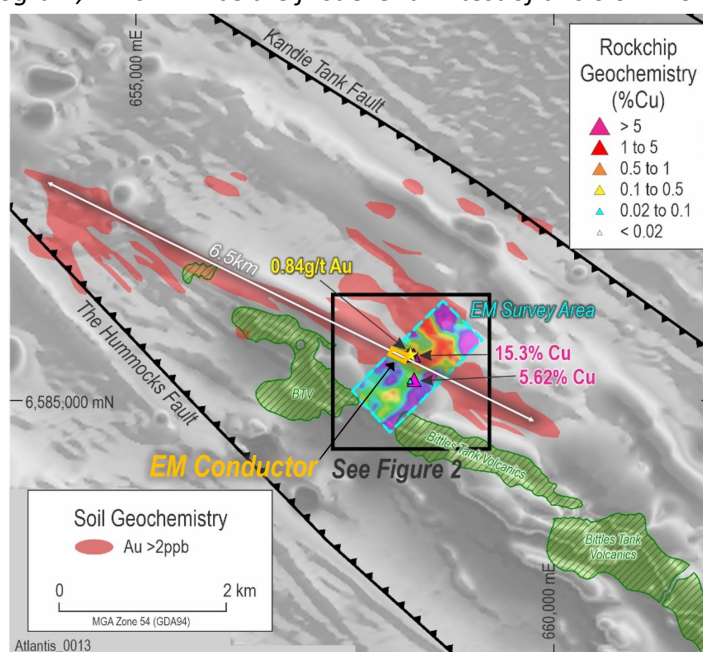 655,000 mE
Kandie Tank Fault
Rockchip
Geochemistry
(%Cu)
> 5
1 to 5
0.5 to 1
0.1 to 0.5
0.02 to 0.1
< 0.02
6.5km
0.84g/t Au
EM Survey Area
The Hummocks Fault
15.3% Cu
5.62% Cu
BTV
6,585,000 mN
EM Conductor
See Figure 2
Bittles Tank Volcanics
Bittles Tank
Volcanics
Soil Geochemistry
Au >2ppb
0
2 km
MGA Zone 54 (GDA94)
660,000 mE
Atlantis_0013